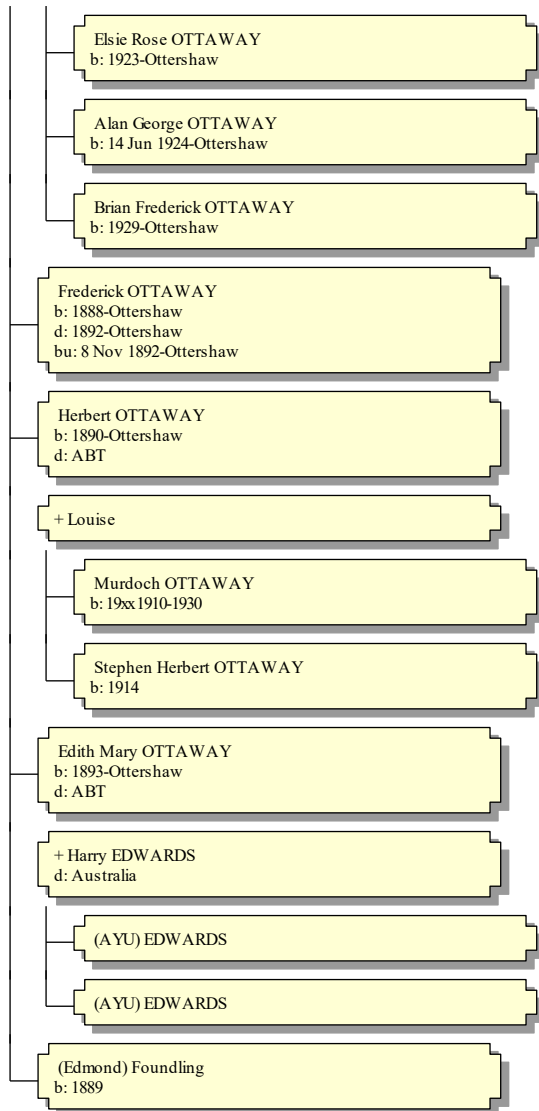 Elsie Rose OTTAWAY
b: 1923-Ottershaw
Alan George OTTAWAY
b: 14 Jun 1924-Ottershaw
Brian Frederick OTTAWAY
b: 1929-Ottershaw
Frederick OTTAWAY
b: 1888-Ottershaw
d: 1892-Ottershaw
bu: 8 Nov 1892-Ottershaw
Herbert OTTAWAY
b: 1890-Ottershaw
d: ABT
+ Louise
Murdoch OTTAWAY
b: 19xx 1910-1930
Stephen Herbert OTTAWAY
b: 1914
Edith Mary OTTAWAY
b: 1893-Ottershaw
d: ABT
+ Harry EDWARDS
d: Australia
(AYU) EDWARDS
(AYU) EDWARDS
(Edmond) Foundling
b: 1889